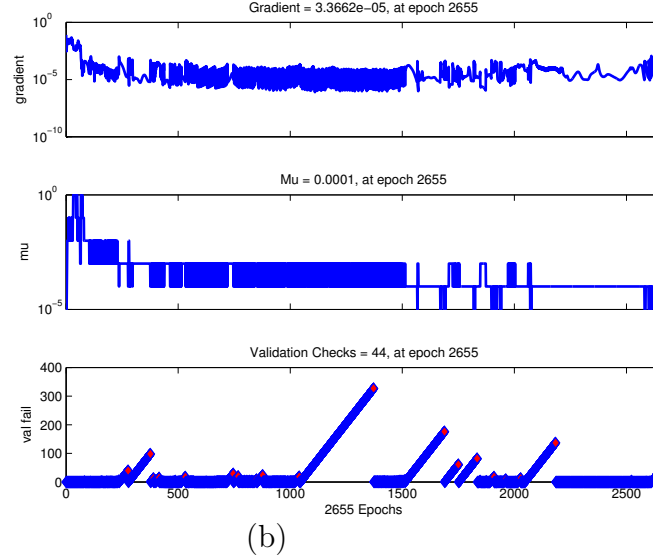 Gradient = 3.3662e-05, at epoch 2655
10^0
10^-5
10^-10
gradient
Mu = 0.0001, at epoch 2655
10^0
10^-5
mu
Validation Checks = 44, at epoch 2655
400
300
200
100
0
val fail
0 500 1000 1500 2000 2500
2655 Epochs
(b)